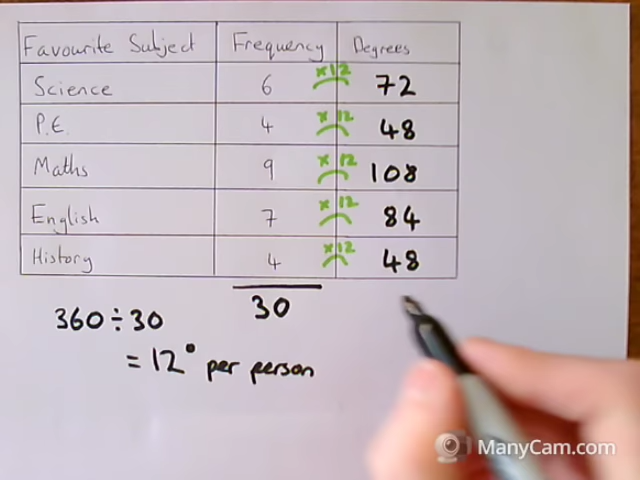 Favourite Subject Frequency Degrees
Science 6 ×12 72
P.E. 4 ×12 48
Maths 9 ×12 108
English 7 ×12 84
History 4 ×12 48
360 ÷ 30 30
= 12° per person
ManyCam.com